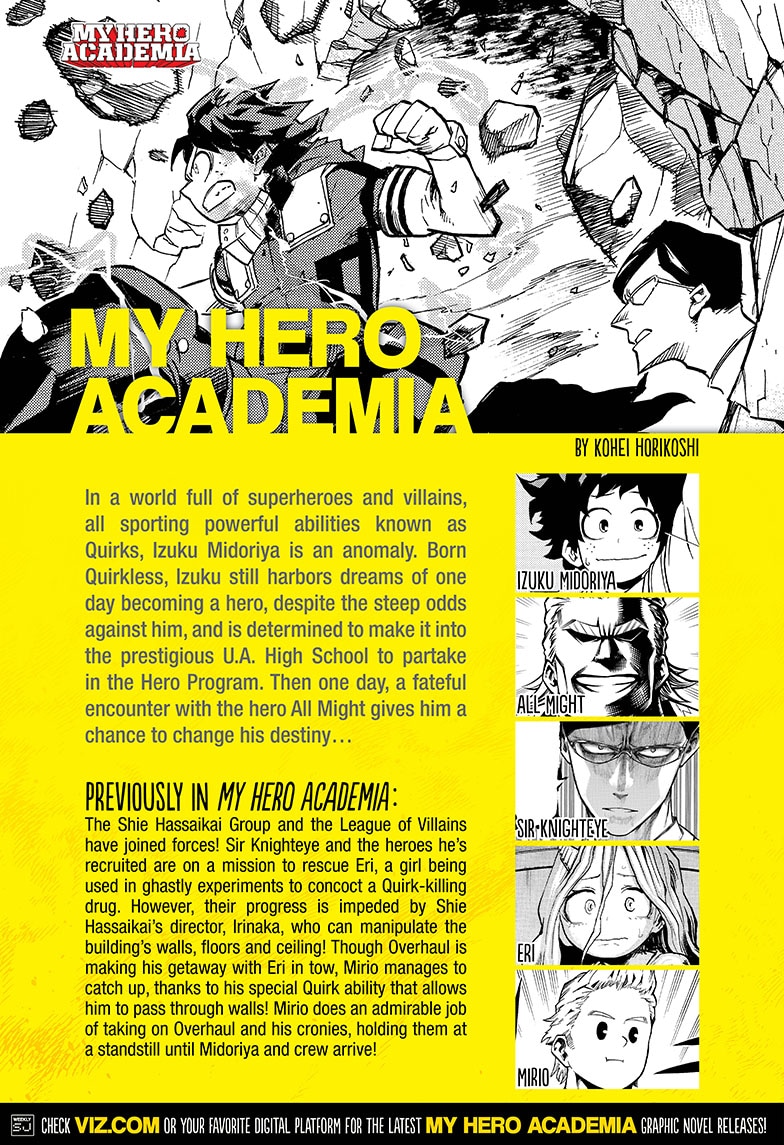 MY HERO
ACADEMIA
MY HERO
ACADEMIA
BY KOHEI HORIKOSHI
In a world full of superheroes and villains,
all sporting powerful abilities known as
Quirks, Izuku Midoriya is an anomaly. Born
Quirkless, Izuku still harbors dreams of one
day becoming a hero, despite the steep odds
against him, and is determined to make it into
the prestigious U.A. High School to partake
in the Hero Program. Then one day, a fateful
encounter with the hero All Might gives him a
chance to change his destiny...
PREVIOUSLY IN MY HERO ACADEMIA:
The Shie Hassaikai Group and the League of Villains
have joined forces! Sir Knighteye and the heroes he's
recruited are on a mission to rescue Eri, a girl being
used in ghastly experiments to concoct a Quirk-killing
drug. However, their progress is impeded by Shie
Hassaikai's director, Irinaka, who can manipulate the
building's walls, floors and ceiling! Though Overhaul is
making his getaway with Eri in tow, Mirio manages to
catch up, thanks to his special Quirk ability that allows
him to pass through walls! Mirio does an admirable job
of taking on Overhaul and his cronies, holding them at
a standstill until Midoriya and crew arrive!
IZUKU MIDORIYA
ALL MIGHT
SIR KNIGHTEYE
ERI
MIRIO
WEEKLY
SJ
CHECK VIZ.COM OR YOUR FAVORITE DIGITAL PLATFORM FOR THE LATEST MY HERO ACADEMIA GRAPHIC NOVEL RELEASES!